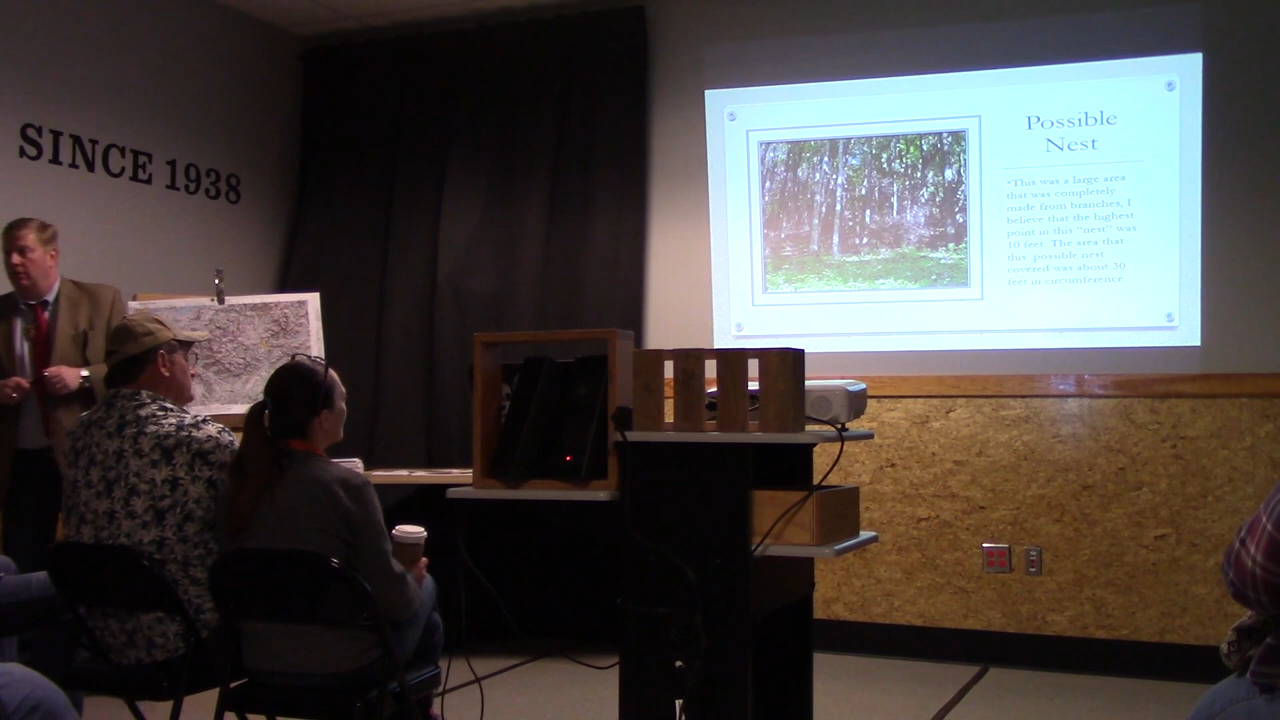 SINCE 1938
Possible
Nest
•This was a large area
that was completely
made from branches, I
believe that the highest
point in this "nest" was
10 feet. The area that
this possible nest
covered was about 30
feet in circumference